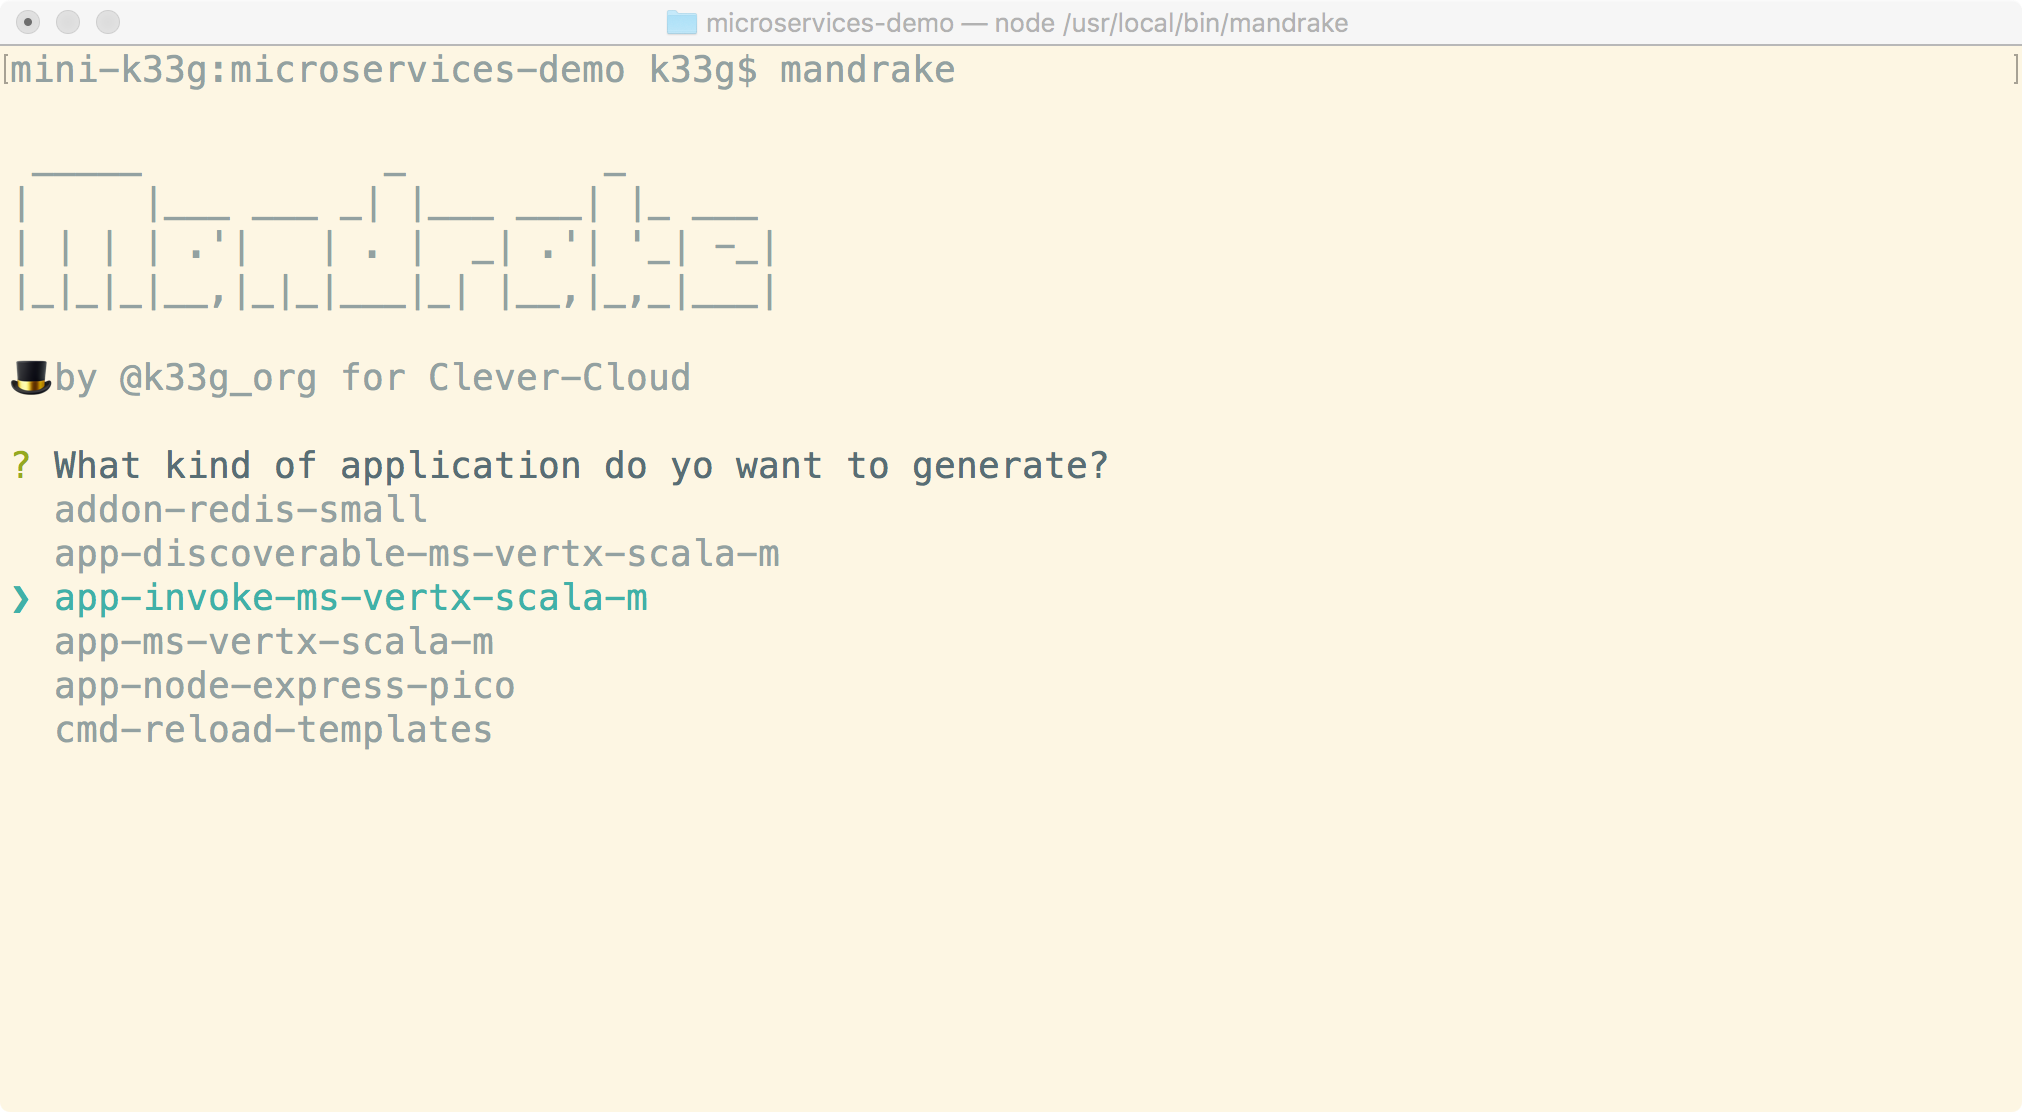 microservices-demo — node /usr/local/bin/mandrake
[mini-k33g:microservices-demo k33g$ mandrake ]
 _____           _         _
|     |___ ___ _| |___ ___| |_ ___
| | | | .'|   | . |  _| .'| '_| -_|
|_|_|_|__,|_|_|___|_| |__,|_,_|___|
🎩by @k33g_org for Clever-Cloud
? What kind of application do yo want to generate?
addon-redis-small
app-discoverable-ms-vertx-scala-m
❯ app-invoke-ms-vertx-scala-m
app-ms-vertx-scala-m
app-node-express-pico
cmd-reload-templates